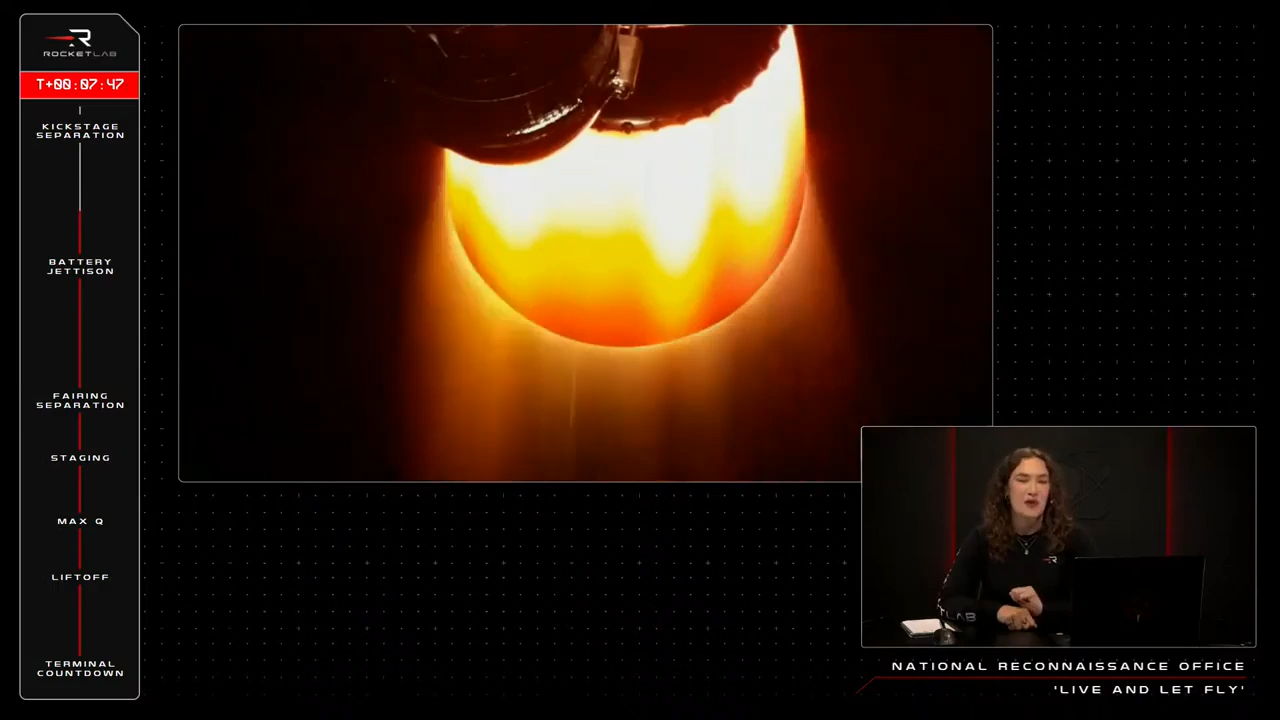 ROCKETLAB
T+00:07:47
KICKSTAGE
SEPARATION
BATTERY
JETTISON
FAIRING
SEPARATION
STAGING
MAX Q
LIFTOFF
TERMINAL
COUNTDOWN
LAB
NATIONAL RECONNAISSANCE OFFICE
'LIVE AND LET FLY'